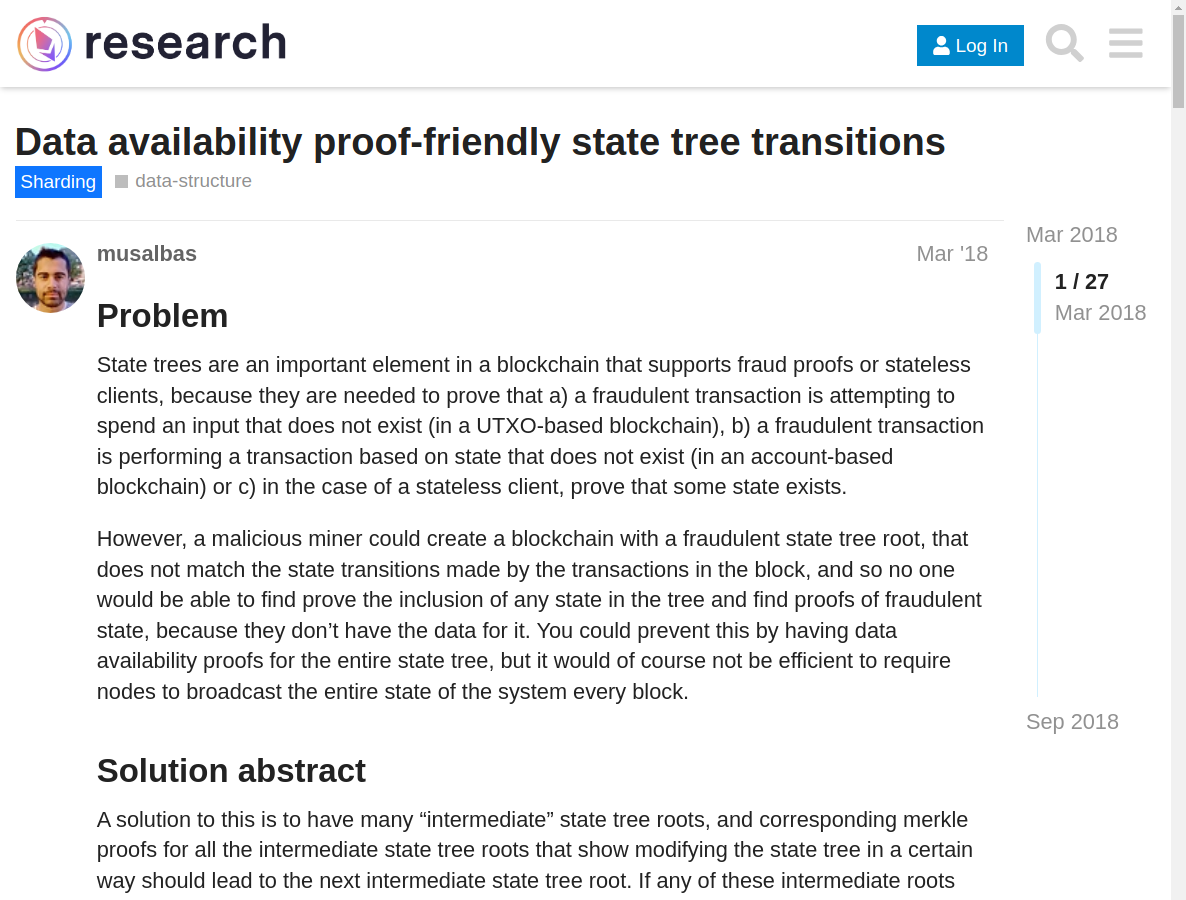 research
Log In
Data availability proof-friendly state tree transitions
Sharding
data-structure
musalbas
Mar '18
Problem
State trees are an important element in a blockchain that supports fraud proofs or stateless
clients, because they are needed to prove that a) a fraudulent transaction is attempting to
spend an input that does not exist (in a UTXO-based blockchain), b) a fraudulent transaction
is performing a transaction based on state that does not exist (in an account-based
blockchain) or c) in the case of a stateless client, prove that some state exists.
However, a malicious miner could create a blockchain with a fraudulent state tree root, that
does not match the state transitions made by the transactions in the block, and so no one
would be able to find prove the inclusion of any state in the tree and find proofs of fraudulent
state, because they don’t have the data for it. You could prevent this by having data
availability proofs for the entire state tree, but it would of course not be efficient to require
nodes to broadcast the entire state of the system every block.
Solution abstract
A solution to this is to have many “intermediate” state tree roots, and corresponding merkle
proofs for all the intermediate state tree roots that show modifying the state tree in a certain
way should lead to the next intermediate state tree root. If any of these intermediate roots
Mar 2018
1 / 27
Mar 2018
Sep 2018